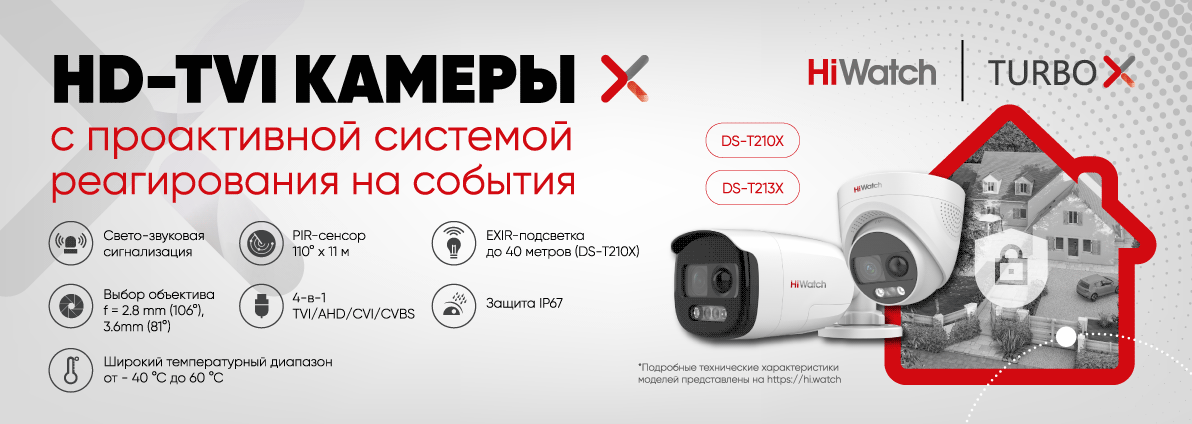 HD-TVI КАМЕРЫ X
с проактивной системой
реагирования на события
HiWatch | TURBO X
DS-T210X
DS-T213X
Свето-звуковая
сигнализация
PIR-сенсор
110° x 11 м
EXIR-подсветка
до 40 метров (DS-T210X)
Выбор объектива
f = 2.8 mm (106°),
3.6mm (81°)
4-в-1
TVI/AHD/CVI/CVBS
Защита IP67
Широкий температурный диапазон
от - 40 °C до 60 °C
HiWatch
HiWatch
*Подробные технические характеристики
моделей представлены на https://hi.watch